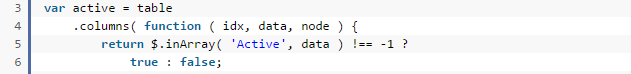 3 var active = table
4     .columns( function ( idx, data, node ) {
5         return $.inArray( 'Active', data ) !== -1 ?
6             true : false;